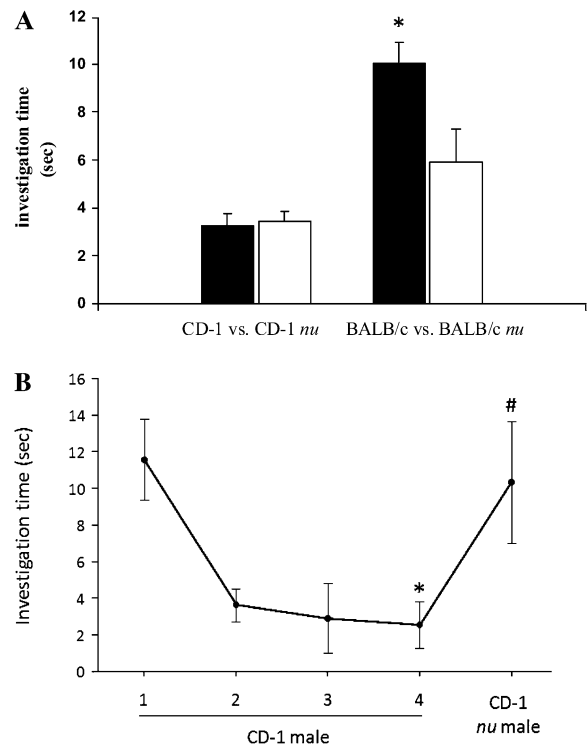 A
investigation time
(sec)
12
10
8
6
4
2
0
*
CD-1 vs. CD-1 nu
BALB/c vs. BALB/c nu
B
Investigation time (sec)
16
14
12
10
8
6
4
2
0
*
#
1
2
3
4
CD-1
nu male
CD-1 male